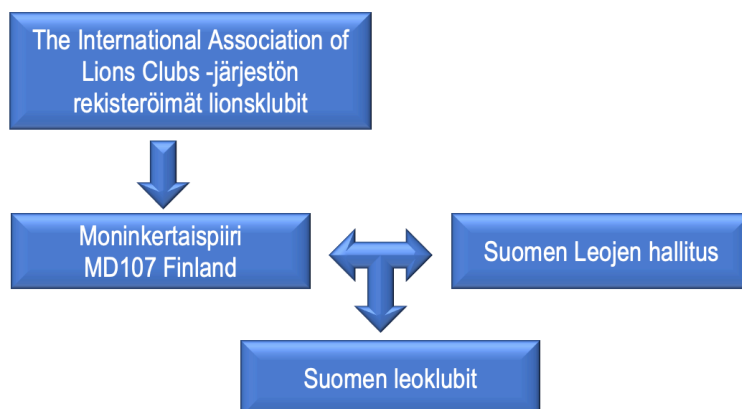 The International Association of
Lions Clubs -järjestön
rekisteröimät lionsklubit
Moninkertaispiiri
MD107 Finland
Suomen Leojen hallitus
Suomen leoklubit